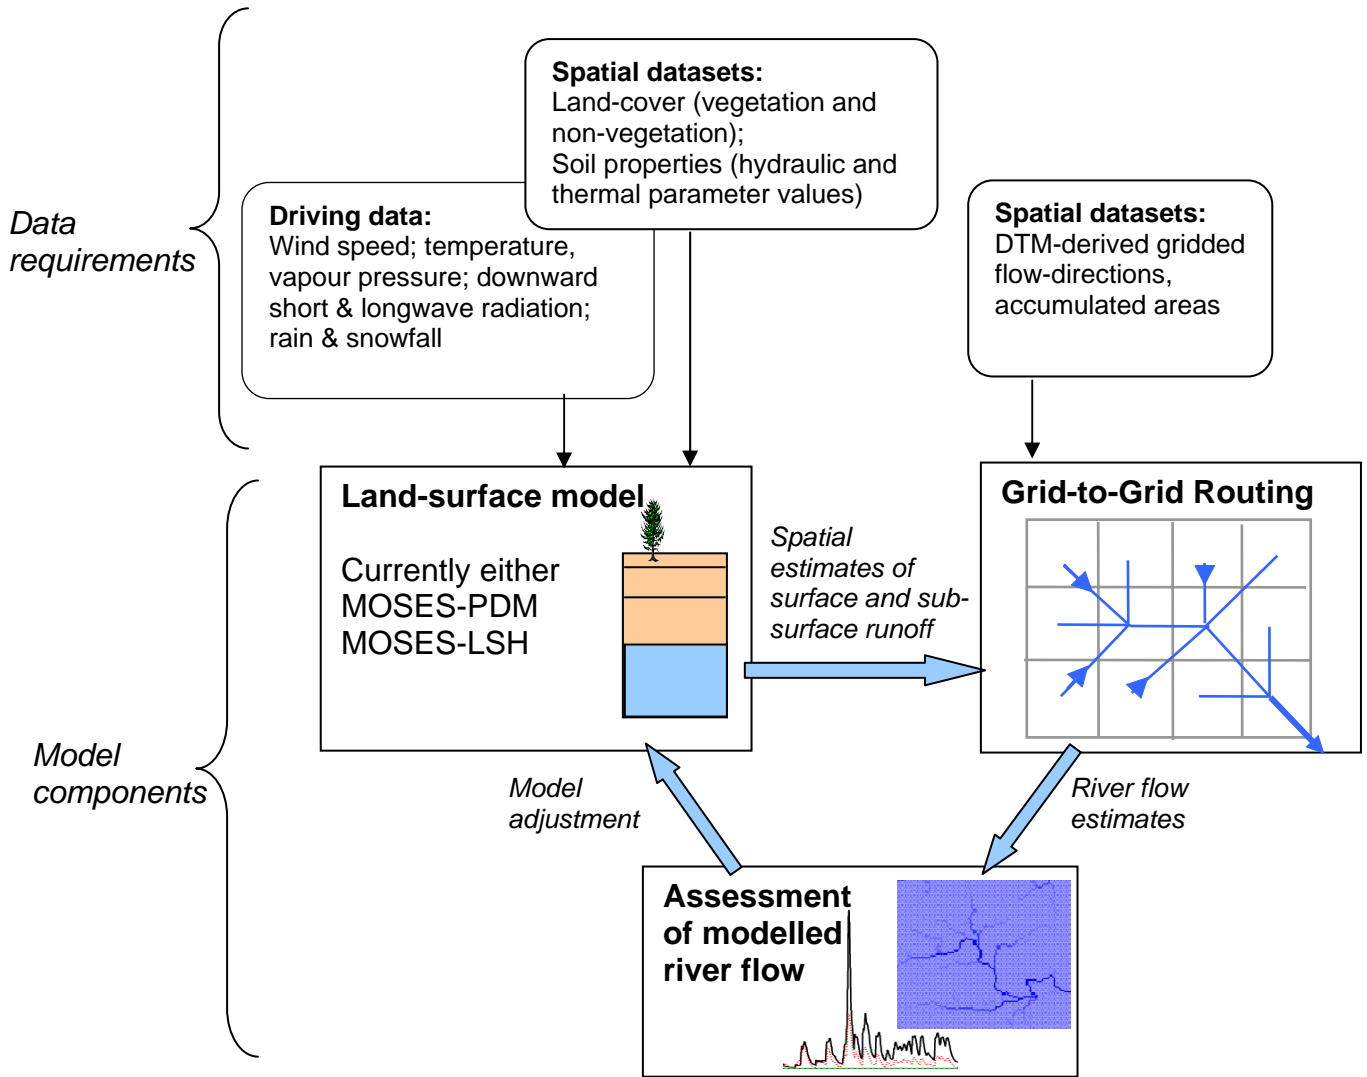 Data
requirements
Spatial datasets:
Land-cover (vegetation and
non-vegetation);
Soil properties (hydraulic and
thermal parameter values)
Driving data:
Wind speed; temperature,
vapour pressure; downward
short & longwave radiation;
rain & snowfall
Spatial datasets:
DTM-derived gridded
flow-directions,
accumulated areas
Model
components
Land-surface model
Currently either
MOSES-PDM
MOSES-LSH
Spatial
estimates of
surface and sub-
surface runoff
Grid-to-Grid Routing
Model
adjustment
River flow
estimates
Assessment
of modelled
river flow